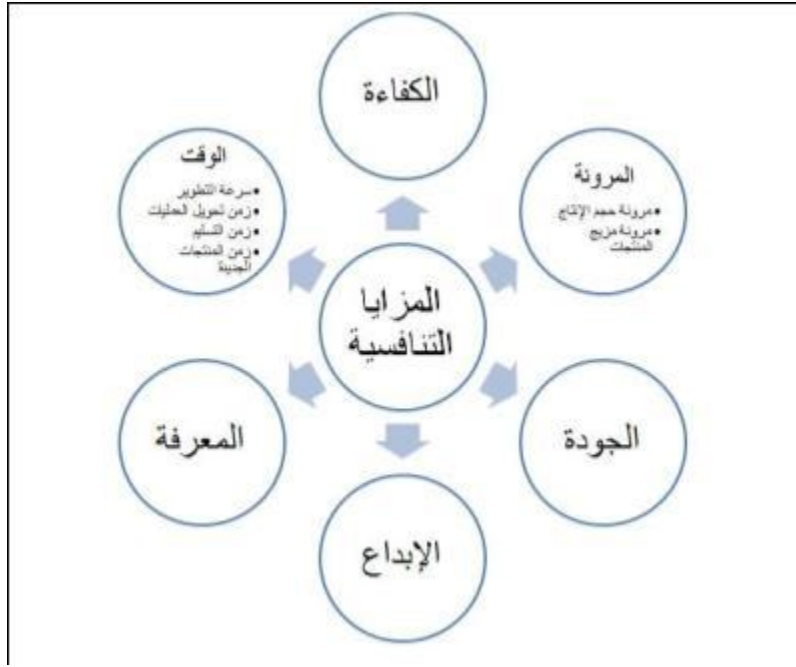 الكفاءة
المرونة
•مرونة حجم الإنتاج
•مرونة مزيج
المنتجات
الوقت
•سرعة التطوير
•زمن تحويل العمليات
•زمن التسليم
•زمن المنتجات
الجديدة
المزايا
التنافسية
الجودة
المعرفة
الإبداع